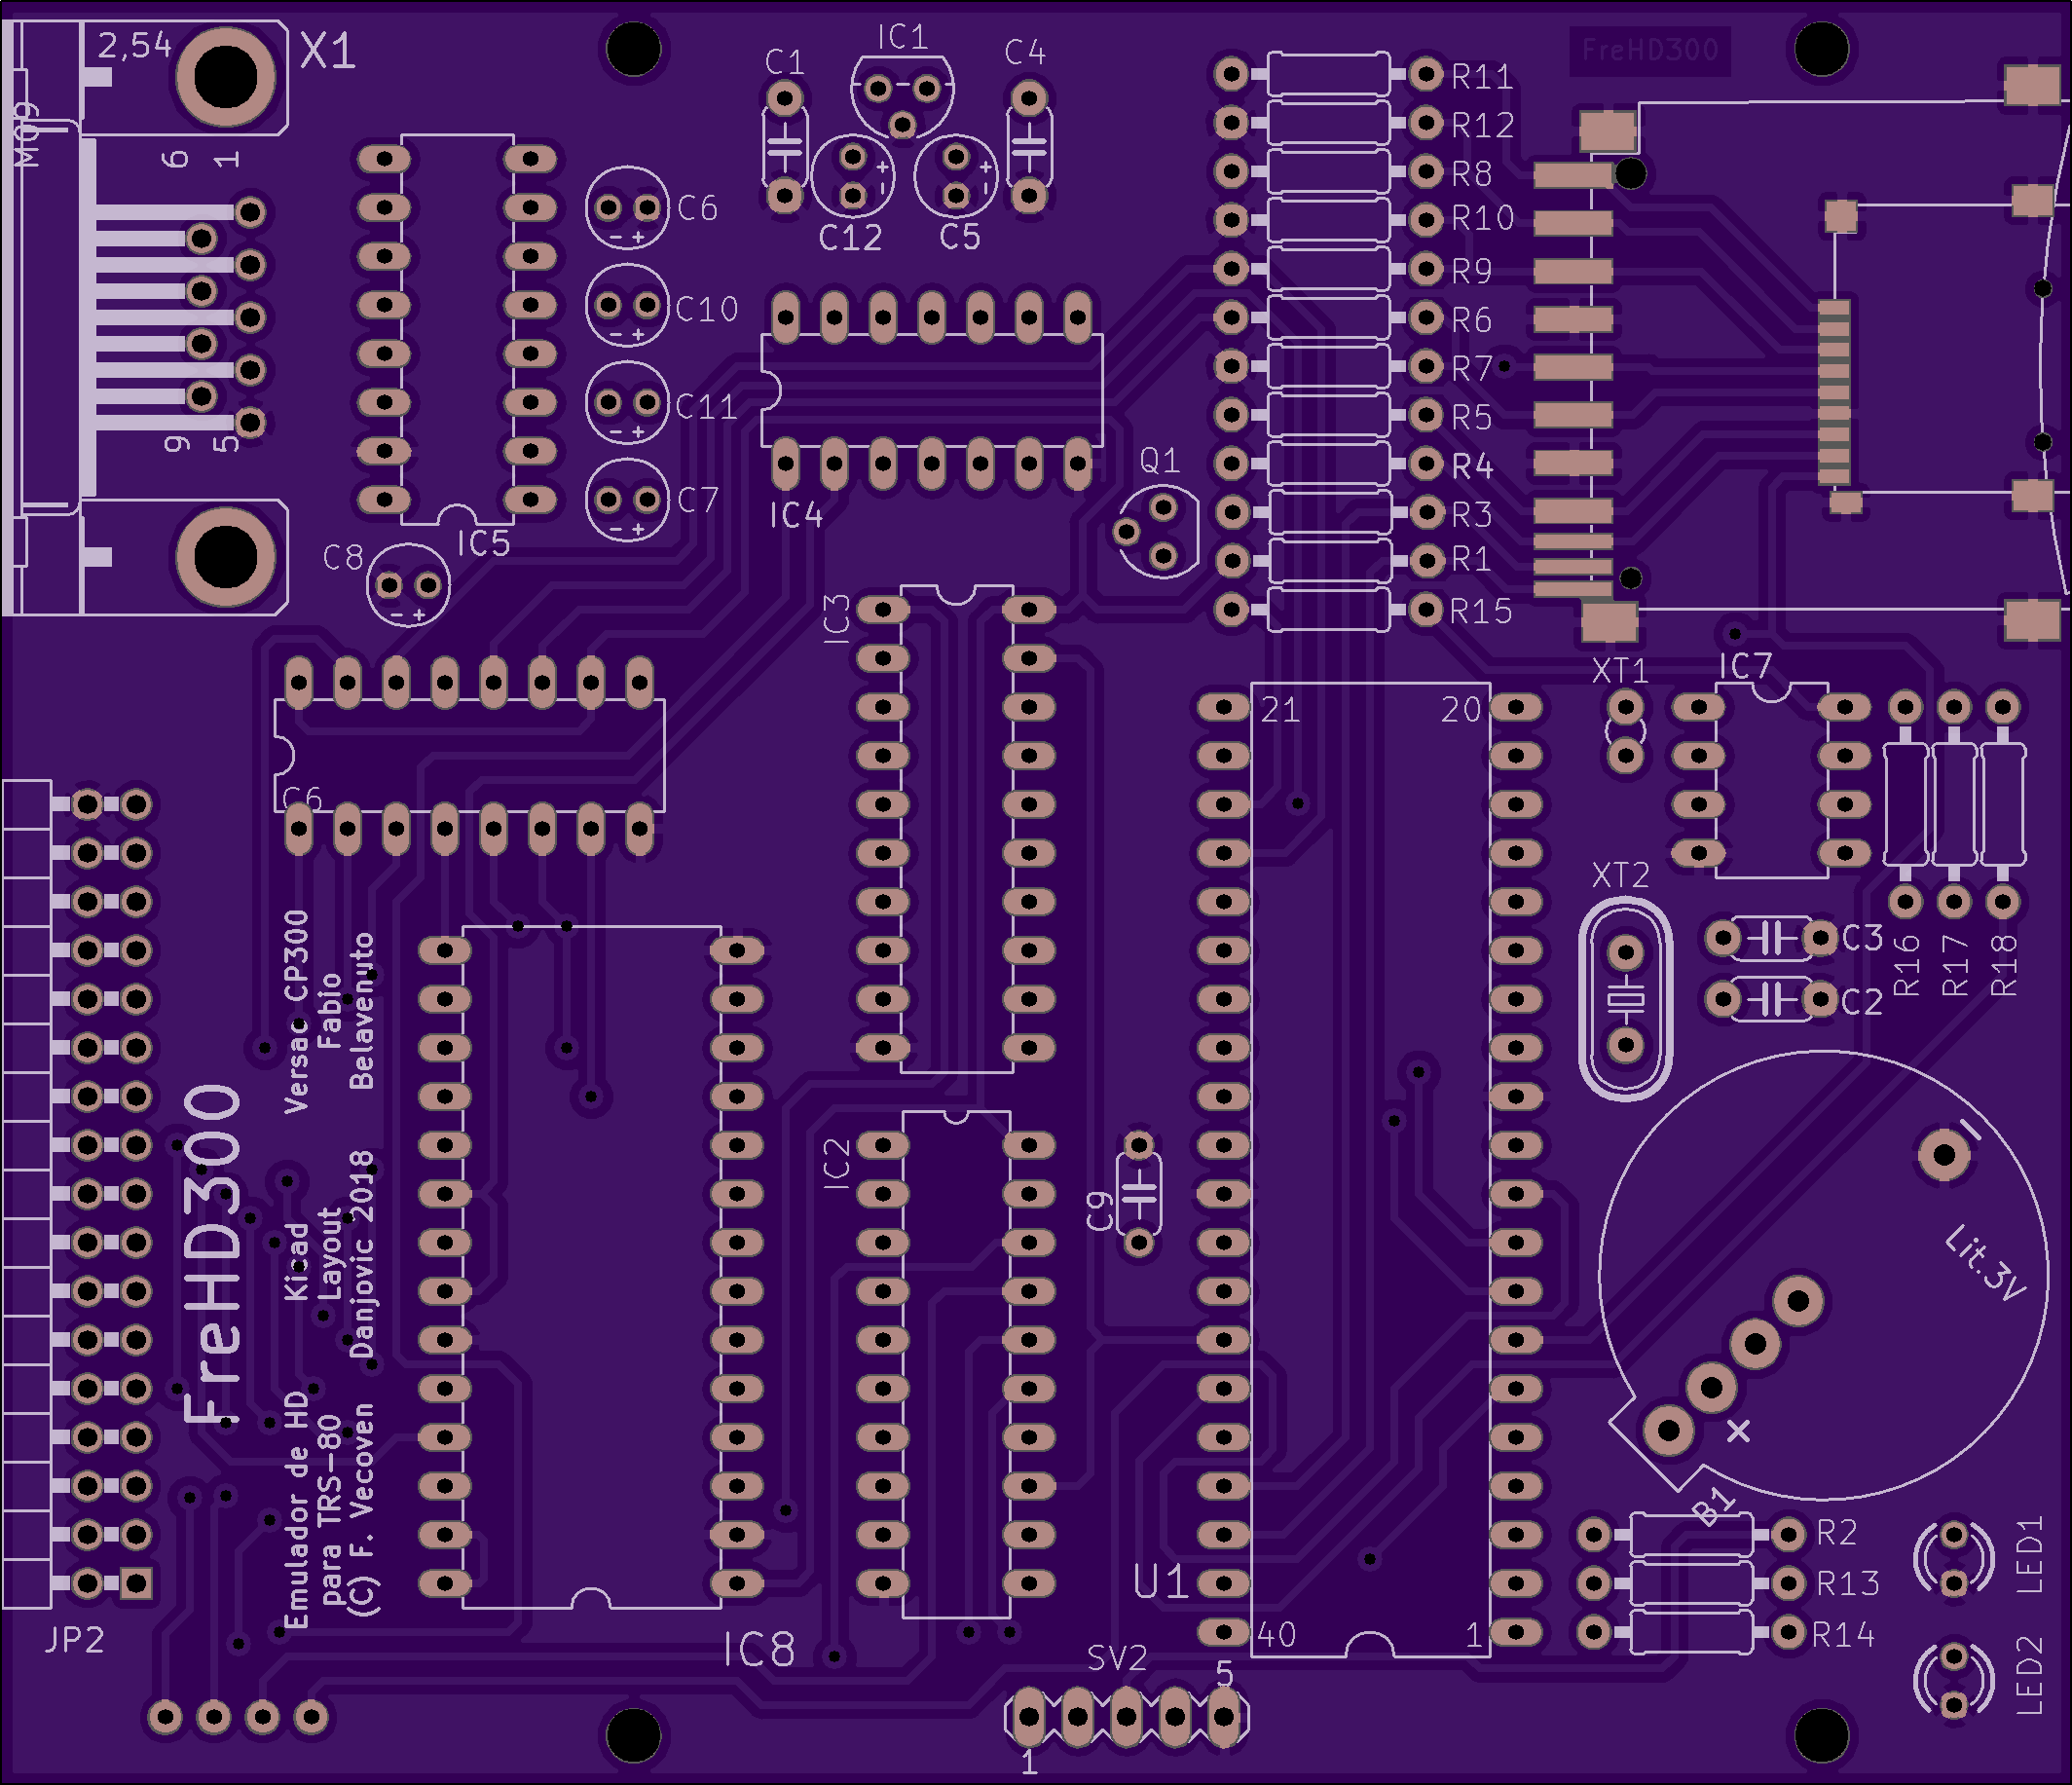 2,54
X1
M09
6
1
9
5
C1
IC1
C4
C12
C5
FreHD300
R11
R12
R8
R10
R9
R6
R7
R5
R4
R3
R1
R15
C6
C10
C11
C7
C8
IC5
IC4
Q1
IC3
XT1
IC7
21
20
C6
XT2
C3
C2
R16
R17
R18
Versao CP300
Fabio
Belavenuto
FreHD300
Kicad
Layout
Danjovic 2018
Emulador de HD
para TRS-80
(C) F. Vecoven
IC2
C9
Lit.3V
B1
R2
R13
R14
LED1
LED2
U1
40
1
JP2
IC8
SV2
5
1